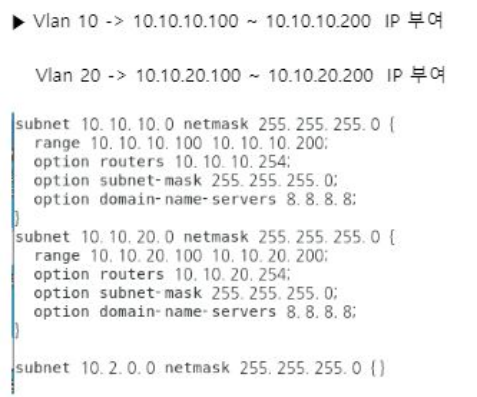 ▶ Vlan 10 -> 10.10.10.100 ~ 10.10.10.200 IP 부여
Vlan 20 -> 10.10.20.100 ~ 10.10.20.200 IP 부여
subnet 10.10.10.0 netmask 255.255.255.0 {
range 10.10.10.100 10.10.10.200;
option routers 10.10.10.254;
option subnet-mask 255.255.255.0;
option domain-name-servers 8.8.8.8;
}
subnet 10.10.20.0 netmask 255.255.255.0 {
range 10.10.20.100 10.10.20.200;
option routers 10.10.20.254;
option subnet-mask 255.255.255.0;
option domain-name-servers 8.8.8.8;
}
subnet 10.2.0.0 netmask 255.255.255.0 {}